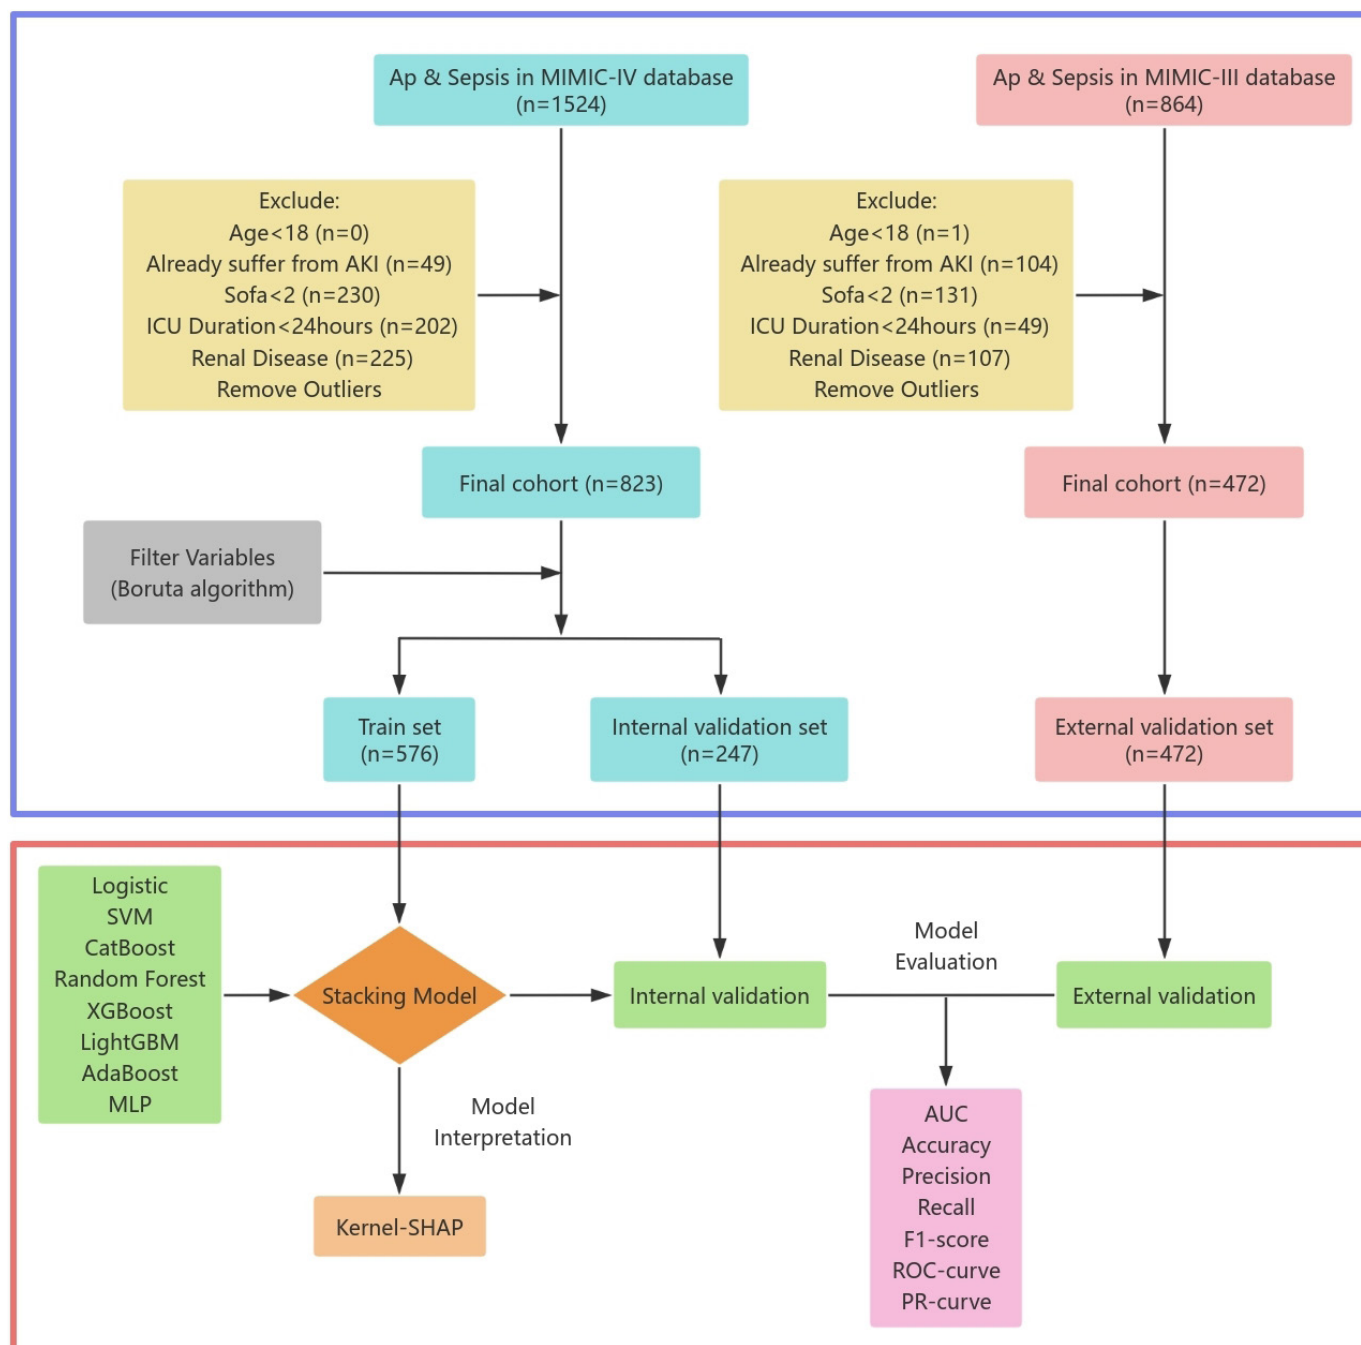 Ap & Sepsis in MIMIC-IV database
(n=1524)
Ap & Sepsis in MIMIC-III database
(n=864)
Exclude:
Age<18 (n=0)
Already suffer from AKI (n=49)
Sofa<2 (n=230)
ICU Duration<24hours (n=202)
Renal Disease (n=225)
Remove Outliers
Exclude:
Age<18 (n=1)
Already suffer from AKI (n=104)
Sofa<2 (n=131)
ICU Duration<24hours (n=49)
Renal Disease (n=107)
Remove Outliers
Final cohort (n=823)
Final cohort (n=472)
Filter Variables
(Boruta algorithm)
Train set
(n=576)
Internal validation set
(n=247)
External validation set
(n=472)
Logistic
SVM
CatBoost
Random Forest
XGBoost
LightGBM
AdaBoost
MLP
Stacking Model
Internal validation
Model
Evaluation
External validation
Model
Interpretation
Kernel-SHAP
AUC
Accuracy
Precision
Recall
F1-score
ROC-curve
PR-curve